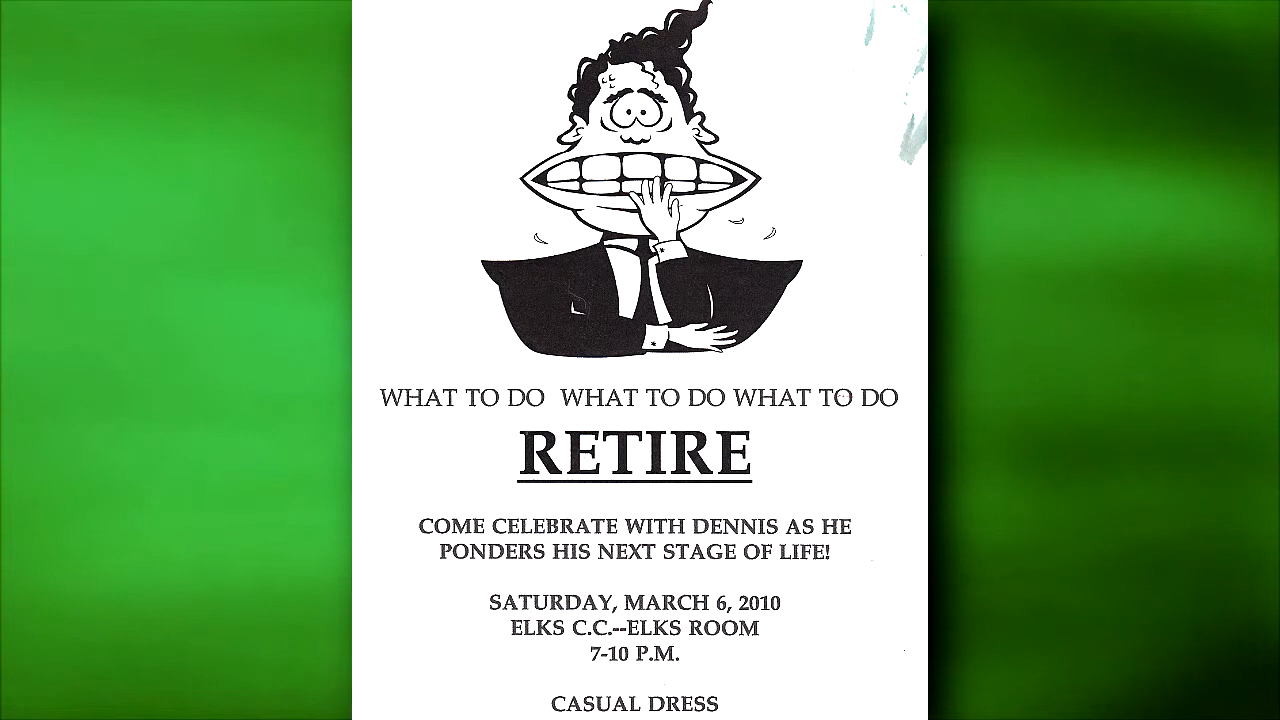 WHAT TO DO WHAT TO DO WHAT TO DO
RETIRE
COME CELEBRATE WITH DENNIS AS HE
PONDERS HIS NEXT STAGE OF LIFE!
SATURDAY, MARCH 6, 2010
ELKS C.C.--ELKS ROOM
7-10 P.M.
CASUAL DRESS